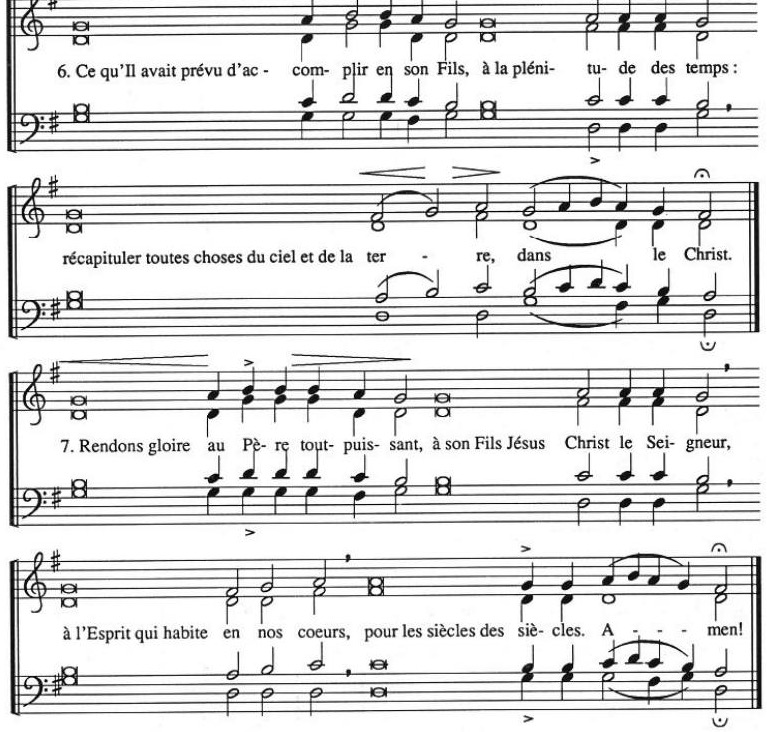 6. Ce qu'Il avait prévu d'ac - com- plir en son Fils, à la pléni- tu- de des temps :
récapituler toutes choses du ciel et de la ter - re, dans le Christ.
7. Rendons gloire au Pè- re tout- puis- sant, à son Fils Jésus Christ le Sei- gneur,
à l'Esprit qui habite en nos coeurs, pour les siècles des siè- cles. A - - - men!